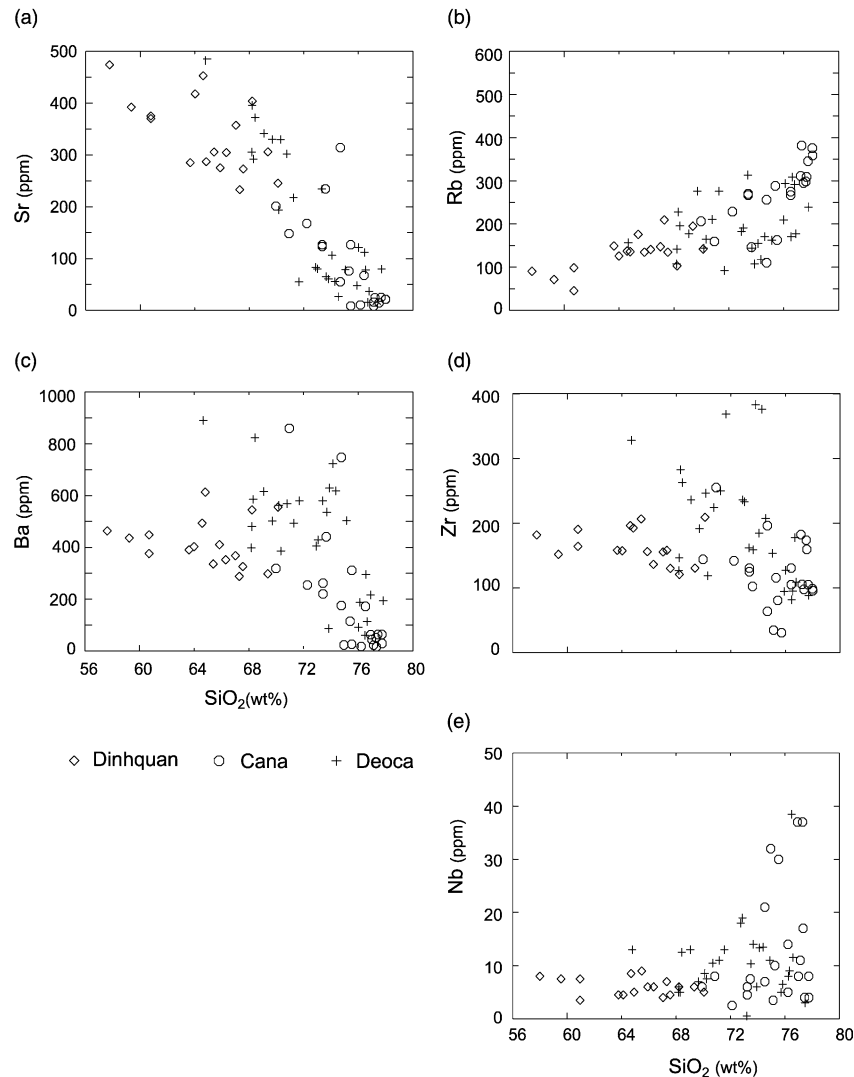 (a)
500
400
300
200
100
0
Sr (ppm)
(b)
600
500
400
300
200
100
0
Rb (ppm)
(c)
1000
800
600
400
200
0
Ba (ppm)
56 60 64 68 72 76 80
SiO2(wt%)
(d)
400
300
200
100
0
Zr (ppm)
Dinhquan Cana Deoca
(e)
50
40
30
20
10
0
Nb (ppm)
56 60 64 68 72 76 80
SiO2 (wt%)